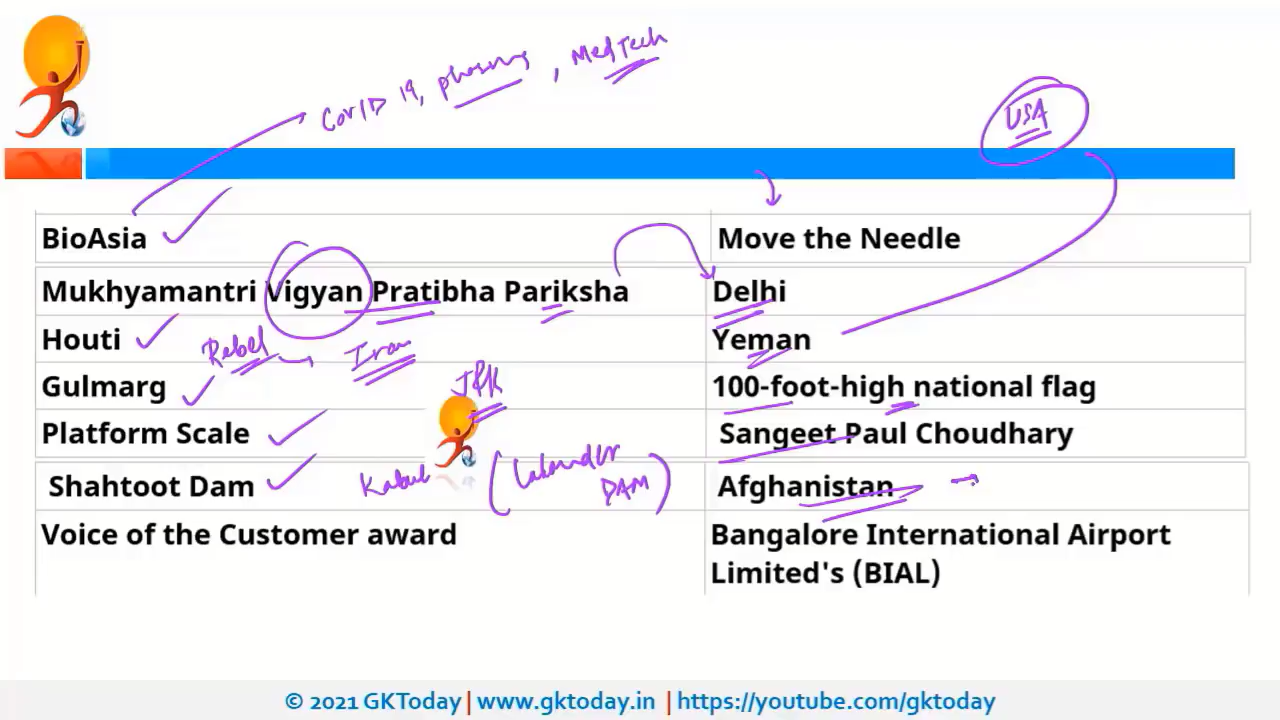 COVID 19, pharma, MedTech
USA
BioAsia
Move the Needle
Mukhyamantri Vigyan Pratibha Pariksha
Delhi
Houti
Rebel
Iran
Yeman
Gulmarg
J&K
100-foot-high national flag
Platform Scale
Sangeet Paul Choudhary
Shahtoot Dam
Kabul
DAM
Afghanistan
Voice of the Customer award
Bangalore International Airport
Limited's (BIAL)
© 2021 GKToday | www.gktoday.in | https://youtube.com/gktoday